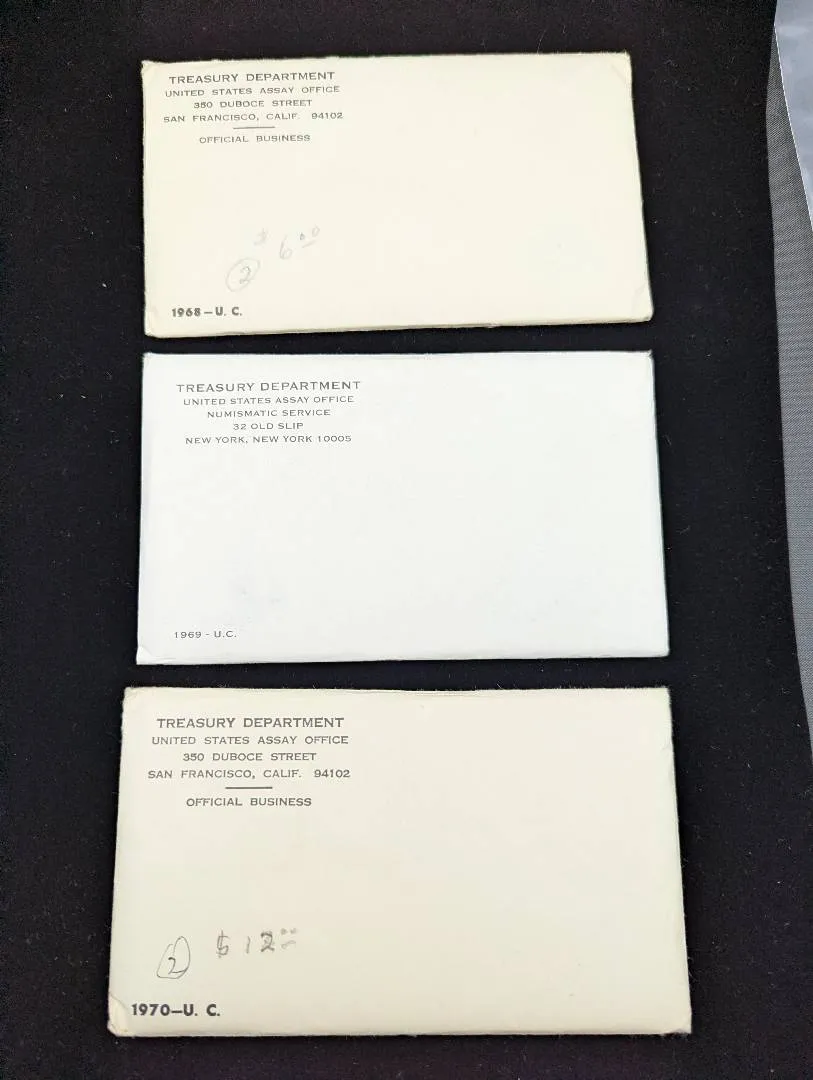 TREASURY DEPARTMENT
UNITED STATES ASSAY OFFICE
350 DUBOCE STREET
SAN FRANCISCO, CALIF. 94102
OFFICIAL BUSINESS
$ 6.00
2
1968—U. C.
TREASURY DEPARTMENT
UNITED STATES ASSAY OFFICE
NUMISMATIC SERVICE
32 OLD SLIP
NEW YORK, NEW YORK 10005
1969 - U.C.
TREASURY DEPARTMENT
UNITED STATES ASSAY OFFICE
350 DUBOCE STREET
SAN FRANCISCO, CALIF. 94102
OFFICIAL BUSINESS
2 $12.00
1970—U. C.